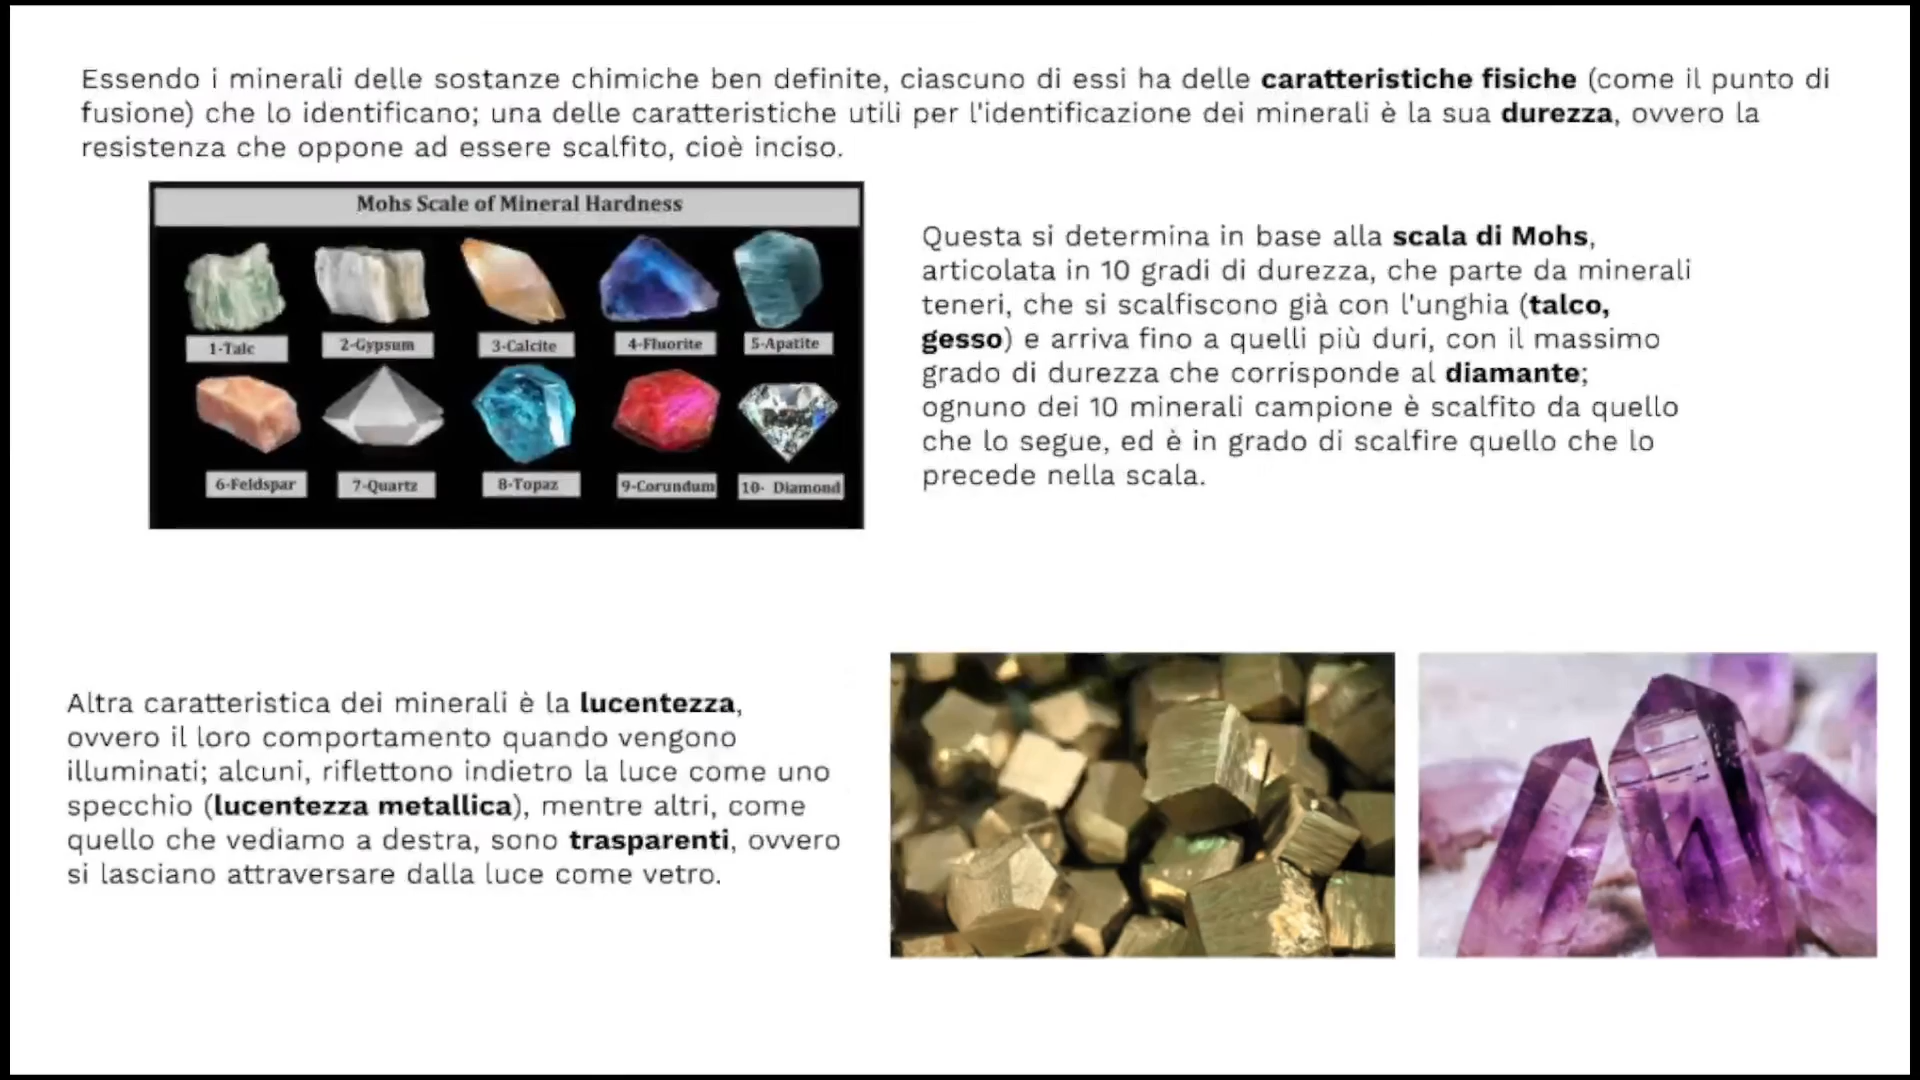 Essendo i minerali delle sostanze chimiche ben definite, ciascuno di essi ha delle caratteristiche fisiche (come il punto di
fusione) che lo identificano; una delle caratteristiche utili per l'identificazione dei minerali è la sua durezza, ovvero la
resistenza che oppone ad essere scalfito, cioè inciso.
Mohs Scale of Mineral Hardness
1-Talc
2-Gypsum
3-Calcite
4-Fluorite
5-Apatite
6-Feldspar
7-Quartz
8-Topaz
9-Corundum
10- Diamond
Questa si determina in base alla scala di Mohs,
articolata in 10 gradi di durezza, che parte da minerali
teneri, che si scalfiscono già con l'unghia (talco,
gesso) e arriva fino a quelli più duri, con il massimo
grado di durezza che corrisponde al diamante;
ognuno dei 10 minerali campione è scalfito da quello
che lo segue, ed è in grado di scalfire quello che lo
precede nella scala.
Altra caratteristica dei minerali è la lucentezza,
ovvero il loro comportamento quando vengono
illuminati; alcuni, riflettono indietro la luce come uno
specchio (lucentezza metallica), mentre altri, come
quello che vediamo a destra, sono trasparenti, ovvero
si lasciano attraversare dalla luce come vetro.